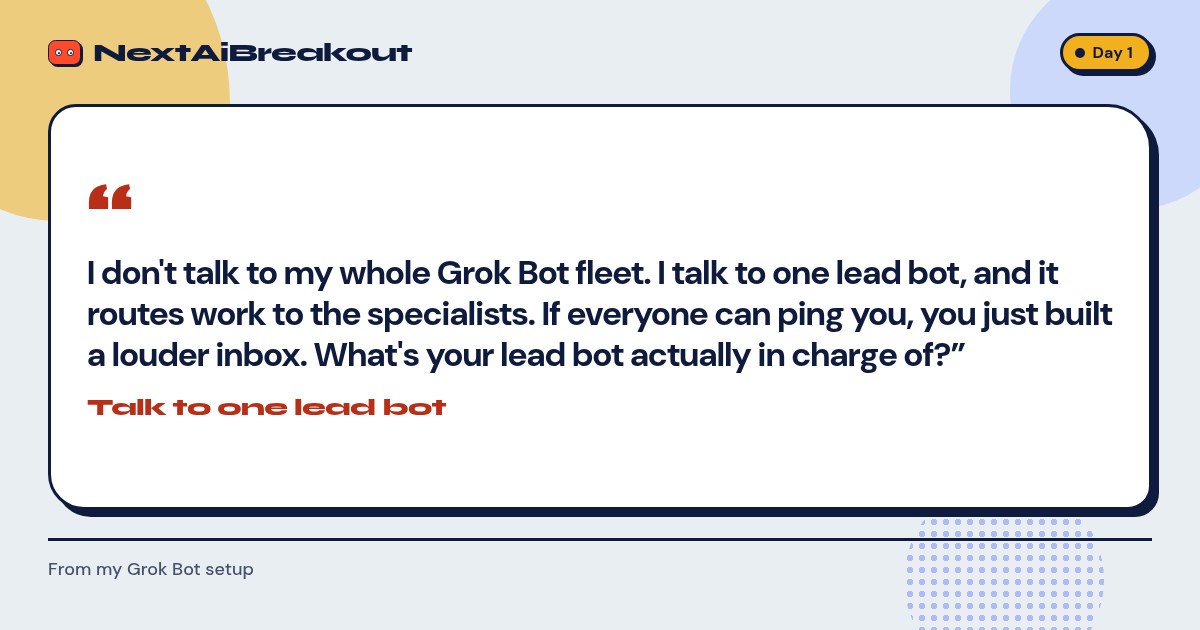 NextAiBreakout
Day 1
“
I don't talk to my whole Grok Bot fleet. I talk to one lead bot, and it
routes work to the specialists. If everyone can ping you, you just built
a louder inbox. What's your lead bot actually in charge of?”
Talk to one lead bot
From my Grok Bot setup